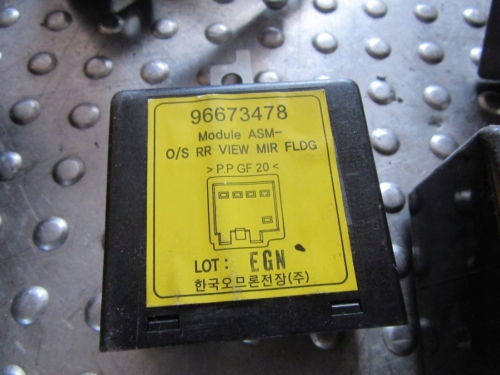 96673478
Module ASM-
O/S RR VIEW MIR FLDG
> P.P GF 20 <
LOT : EGN
한국오므론전장(주)